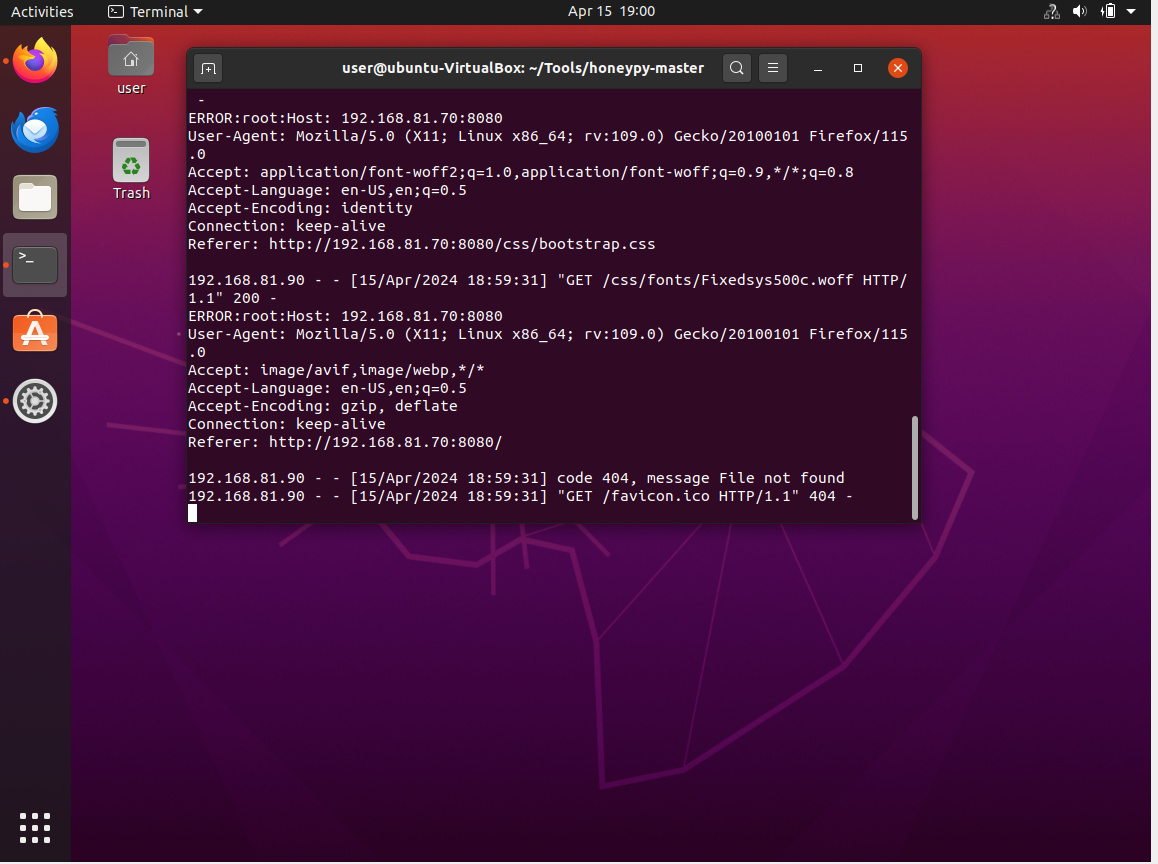 Activities
Terminal
Apr 15 19:00
user
Trash
user@ubuntu-VirtualBox: ~/Tools/honeypy-master
-
ERROR:root:Host: 192.168.81.70:8080
User-Agent: Mozilla/5.0 (X11; Linux x86_64; rv:109.0) Gecko/20100101 Firefox/115
.0
Accept: application/font-woff2;q=1.0,application/font-woff;q=0.9,*/*;q=0.8
Accept-Language: en-US,en;q=0.5
Accept-Encoding: identity
Connection: keep-alive
Referer: http://192.168.81.70:8080/css/bootstrap.css
192.168.81.90 - - [15/Apr/2024 18:59:31] "GET /css/fonts/Fixedsys500c.woff HTTP/
1.1" 200 -
ERROR:root:Host: 192.168.81.70:8080
User-Agent: Mozilla/5.0 (X11; Linux x86_64; rv:109.0) Gecko/20100101 Firefox/115
.0
Accept: image/avif,image/webp,*/*
Accept-Language: en-US,en;q=0.5
Accept-Encoding: gzip, deflate
Connection: keep-alive
Referer: http://192.168.81.70:8080/
192.168.81.90 - - [15/Apr/2024 18:59:31] code 404, message File not found
192.168.81.90 - - [15/Apr/2024 18:59:31] "GET /favicon.ico HTTP/1.1" 404 -